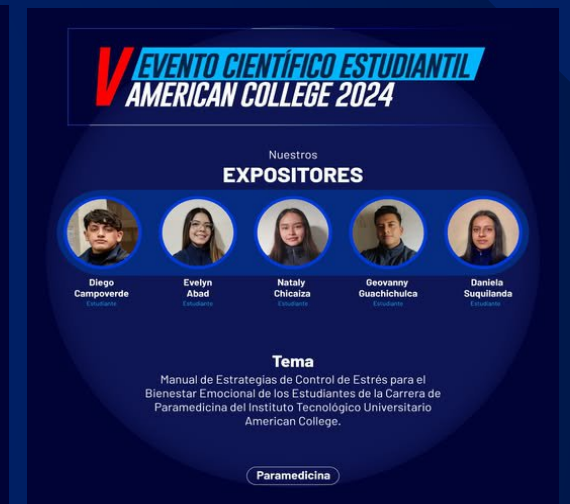 V EVENTO CIENTÍFICO ESTUDIANTIL
AMERICAN COLLEGE 2024
Nuestros
EXPOSITORES
Diego
Campoverde
Estudiante
Evelyn
Abad
Estudiante
Nataly
Chicaiza
Estudiante
Geovanny
Guachichulca
Estudiante
Daniela
Suquilanda
Estudiante
Tema
Manual de Estrategias de Control de Estrés para el
Bienestar Emocional de los Estudiantes de la Carrera de
Paramedicina del Instituto Tecnológico Universitario
American College.
Paramedicina